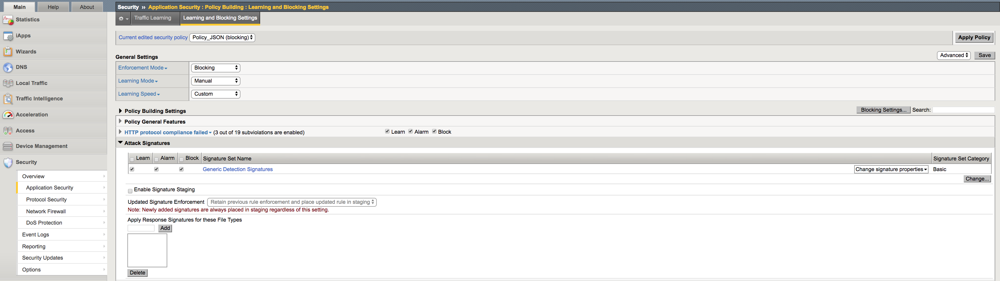 Main Help About
Security ›› Application Security : Policy Building : Learning and Blocking Settings
Statistics
iApps
Wizards
DNS
Local Traffic
Traffic Intelligence
Acceleration
Access
Device Management
Security
Overview
Application Security
Protocol Security
Network Firewall
DoS Protection
Event Logs
Reporting
Security Updates
Options
Traffic Learning Learning and Blocking Settings
Current edited security policy Policy_JSON (blocking) Apply Policy
General Settings Advanced Save
Enforcement Mode Blocking
Learning Mode Manual
Learning Speed Custom
Policy Building Settings Blocking Settings... Search:
Policy General Features
HTTP protocol compliance failed (3 out of 19 subviolations are enabled) Learn Alarm Block
Attack Signatures
Learn Alarm Block Signature Set Name Signature Set Category
Generic Detection Signatures Change signature properties Basic
Change...
Enable Signature Staging
Updated Signature Enforcement Retain previous rule enforcement and place updated rule in staging
Note: Newly added signatures are always placed in staging regardless of this setting.
Apply Response Signatures for these File Types
Add
Delete